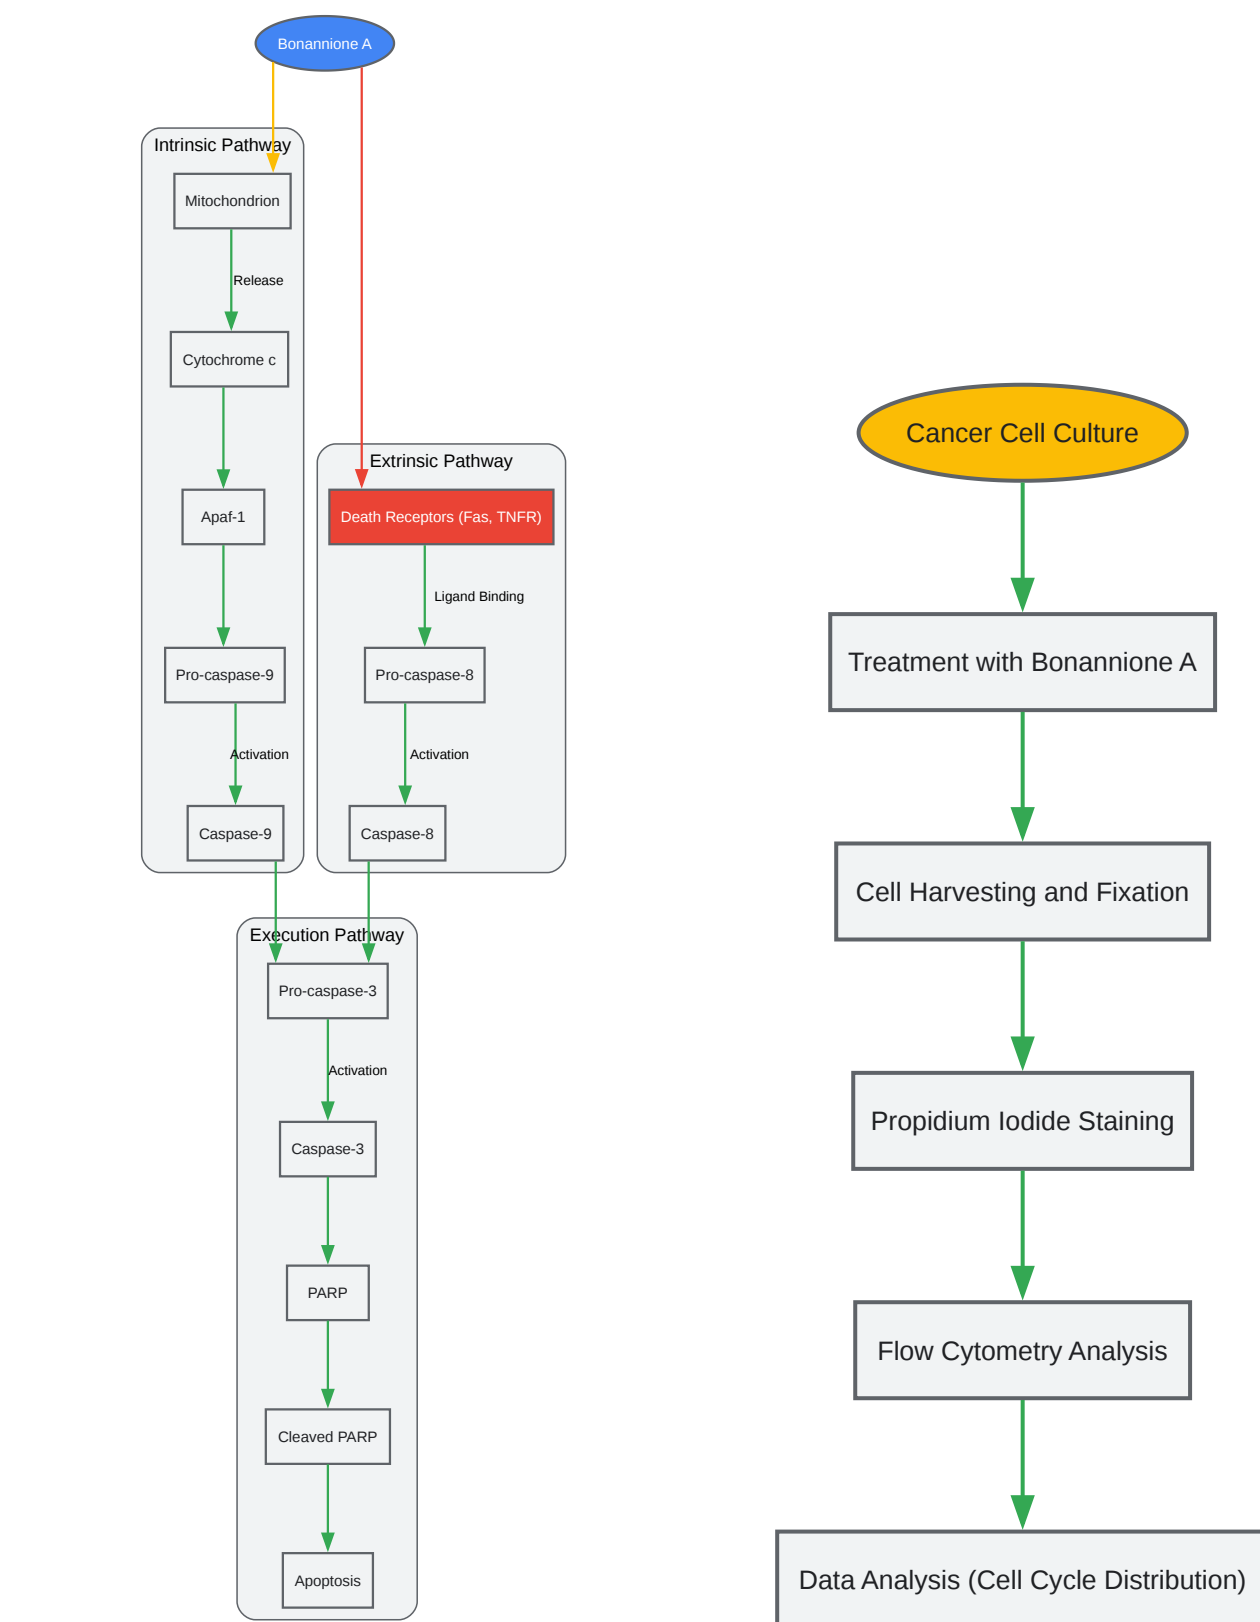 Bonannione A
Intrinsic Pathway
Mitochondrion
Release
Cytochrome c
Apaf-1
Pro-caspase-9
Activation
Caspase-9
Extrinsic Pathway
Death Receptors (Fas, TNFR)
Ligand Binding
Pro-caspase-8
Activation
Caspase-8
Execution Pathway
Pro-caspase-3
Activation
Caspase-3
PARP
Cleaved PARP
Apoptosis
Cancer Cell Culture
Treatment with Bonannione A
Cell Harvesting and Fixation
Propidium Iodide Staining
Flow Cytometry Analysis
Data Analysis (Cell Cycle Distribution)